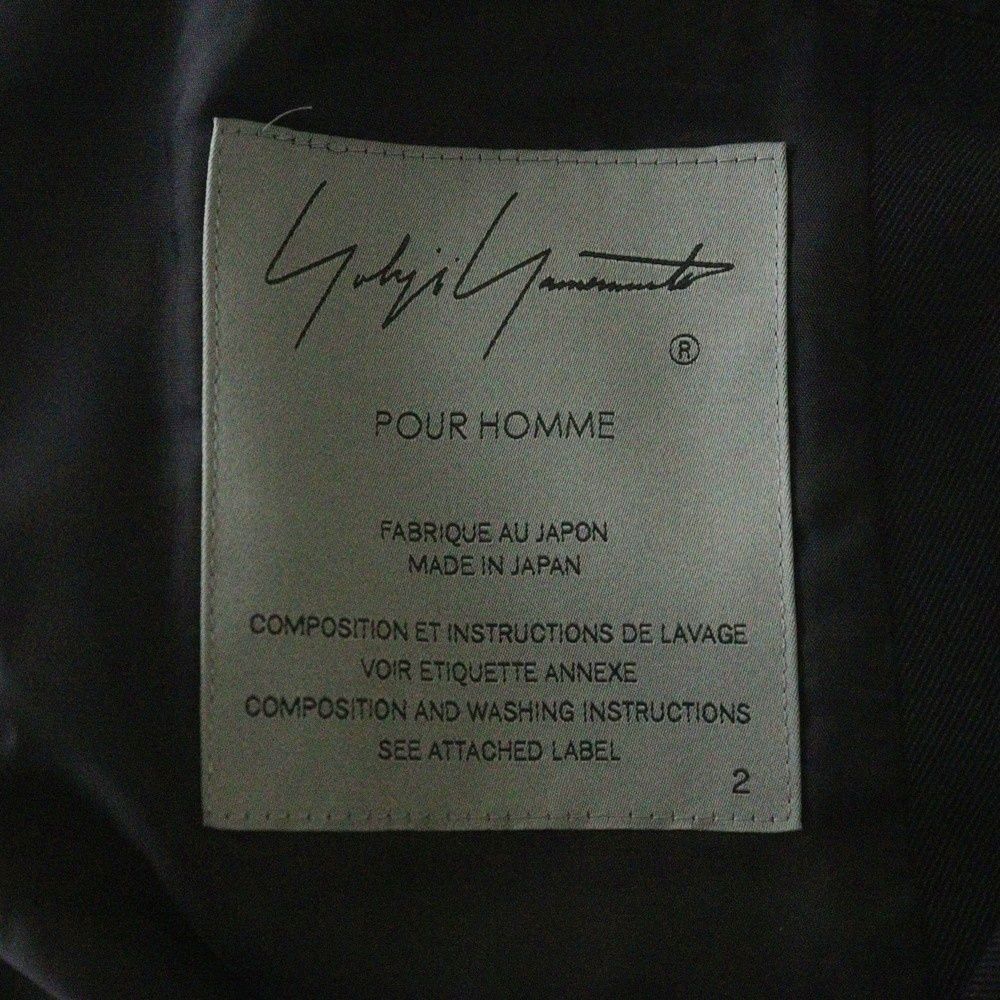 Yohji Yamamoto
®
POUR HOMME
FABRIQUE AU JAPON
MADE IN JAPAN
COMPOSITION ET INSTRUCTIONS DE LAVAGE
VOIR ETIQUETTE ANNEXE
COMPOSITION AND WASHING INSTRUCTIONS
SEE ATTACHED LABEL
2